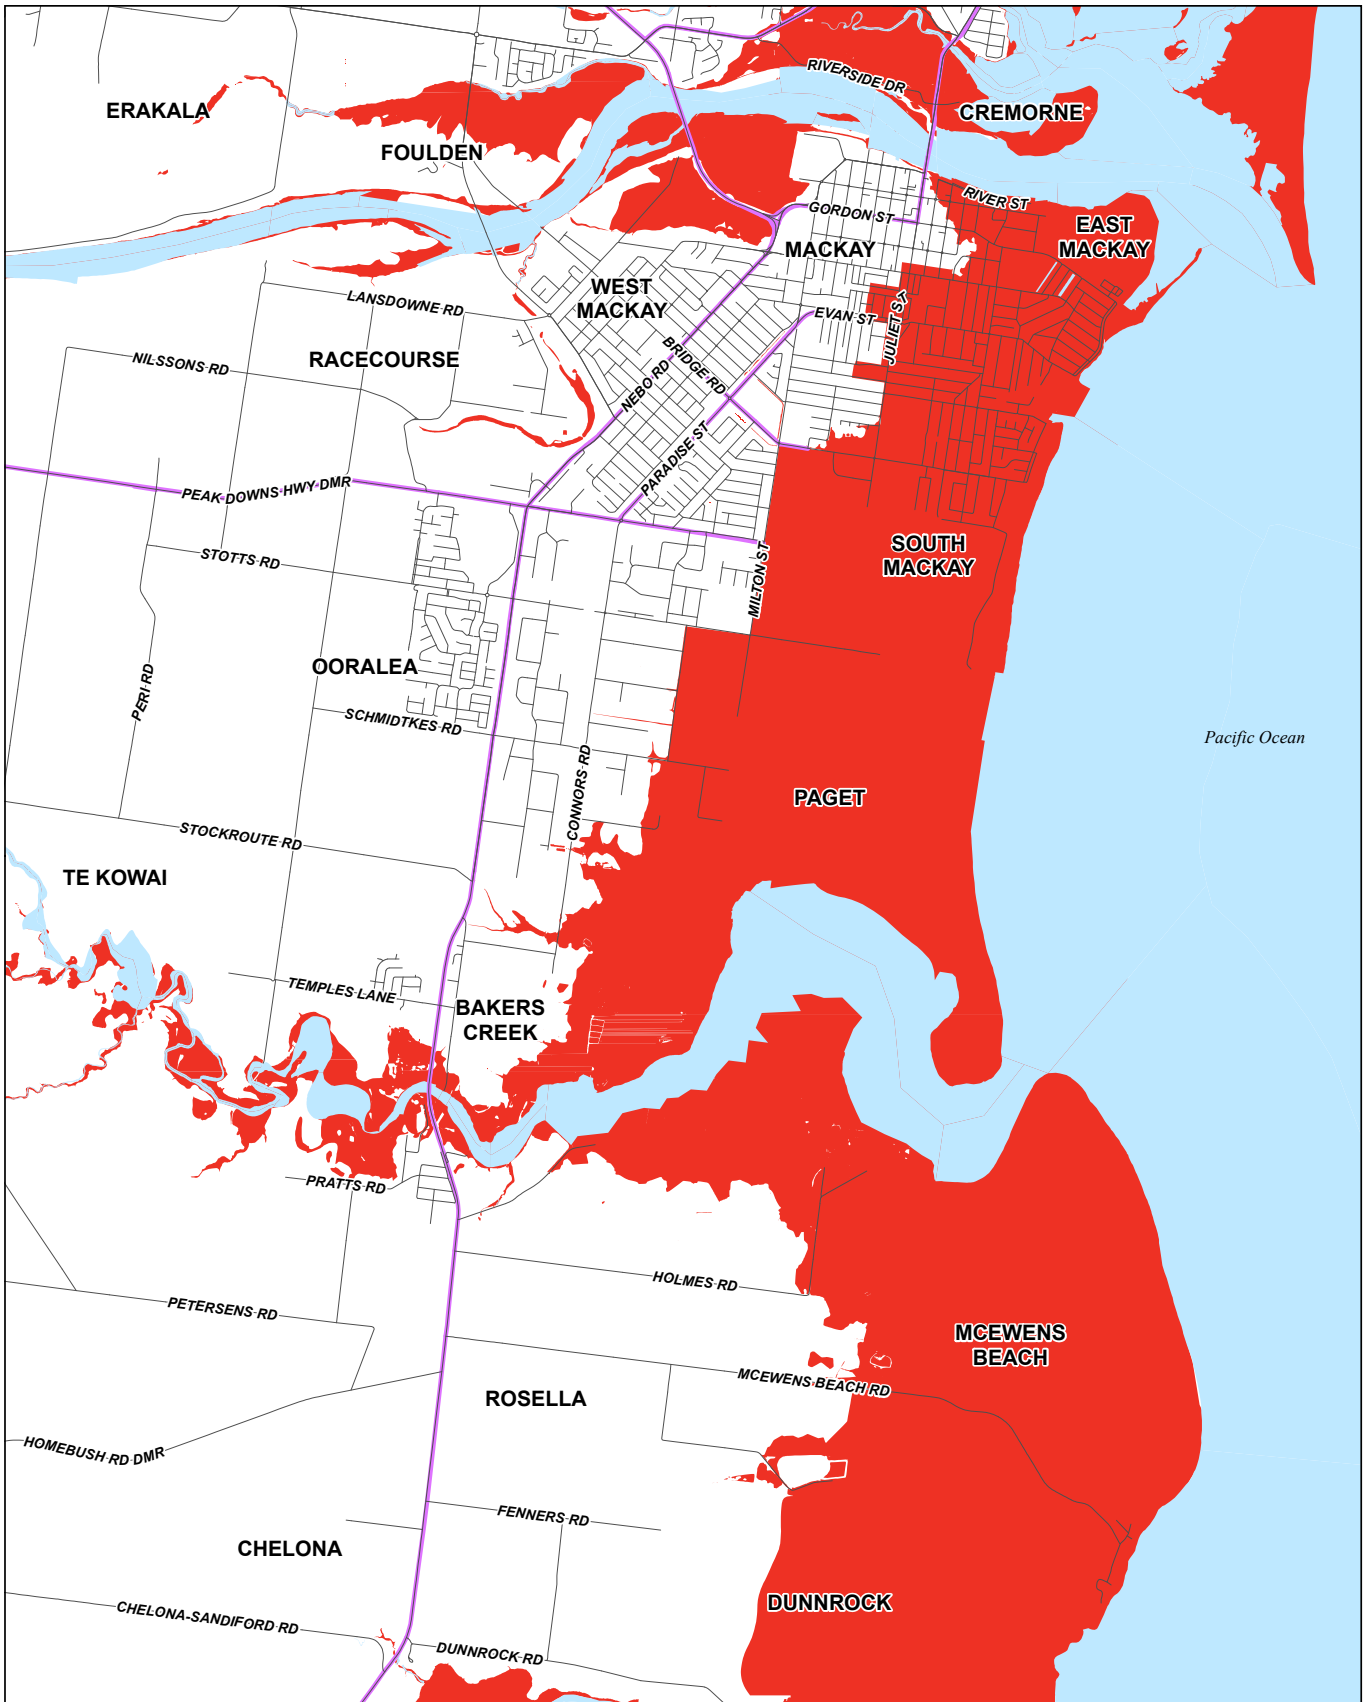 RIVERSIDE DR
ERAKALA
CREMORNE
FOULDEN
RIVER ST
GORDON ST
EAST
MACKAY
MACKAY
WEST
MACKAY
LANSDOWNE RD
EVAN ST
JULIET ST
RACECOURSE
NILSSONS RD
BRIDGE RD
NEBO RD
PARADISE ST
PEAK DOWNS HWY DMR
SOUTH
MACKAY
STOTTS RD
MILTON ST
OORALEA
PERI RD
SCHMIDTKES RD
Pacific Ocean
CONNORS RD
PAGET
STOCKROUTE RD
TE KOWAI
TEMPLES LANE
BAKERS
CREEK
PRATTS RD
HOLMES RD
PETERSENS RD
MCEWENS
BEACH
MCEWENS BEACH RD
ROSELLA
HOMEBUSH RD DMR
FENNERS RD
CHELONA
DUNNROCK
CHELONA-SANDIFORD RD
DUNNROCK RD